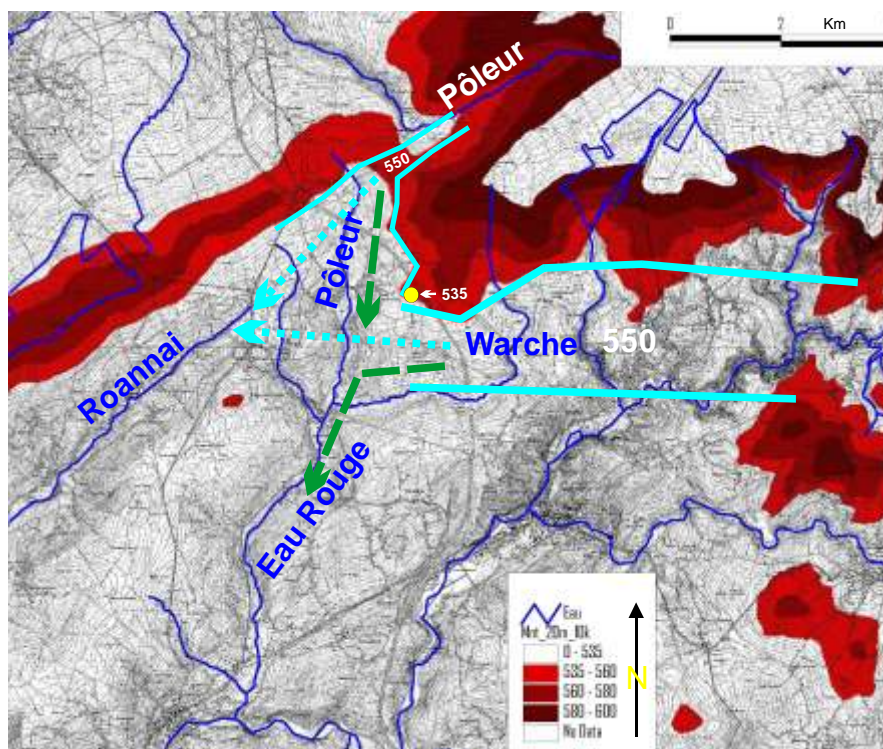 0 2 Km
Pôleur
550
Pôleur
535
Warche 550
Roannai
Eau Rouge
Eau
Mnt_20m_10k
0 - 535
535 - 560
560 - 580
580 - 600
No Data
N